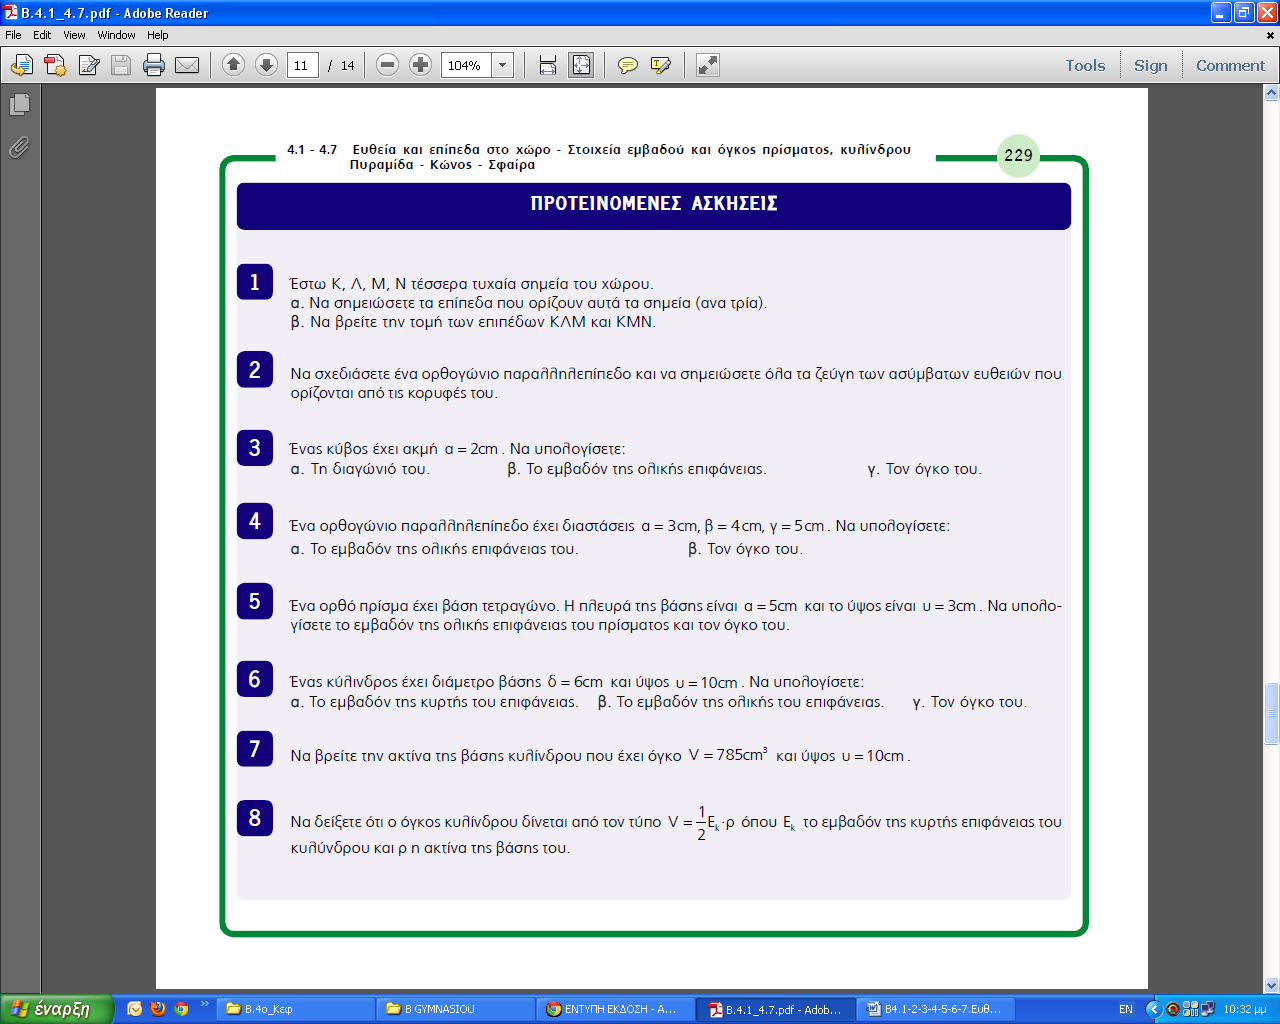 B.4.1_4.7.pdf - Adobe Reader
File Edit View Window Help
11 / 14 104% Tools Sign Comment
4.1 - 4.7 Ευθεία και επίπεδα στο χώρο - Στοιχεία εμβαδού και όγκος πρίσματος, κυλίνδρου
Πυραμίδα - Κώνος - Σφαίρα
229
ΠΡΟΤΕΙΝΟΜΕΝΕΣ ΑΣΚΗΣΕΙΣ
1 Έστω Κ, Λ, Μ, Ν τέσσερα τυχαία σημεία του χώρου.
α. Να σημειώσετε τα επίπεδα που ορίζουν αυτά τα σημεία (ανα τρία).
β. Να βρείτε την τομή των επιπέδων ΚΛΜ και ΚΜΝ.
2 Να σχεδιάσετε ένα ορθογώνιο παραλληλεπίπεδο και να σημειώσετε όλα τα ζεύγη των ασύμβατων ευθειών που
ορίζονται από τις κορυφές του.
3 Ένας κύβος έχει ακμή α = 2cm . Να υπολογίσετε:
α. Τη διαγώνιό του. β. Το εμβαδόν της ολικής επιφάνειας. γ. Τον όγκο του.
4 Ένα ορθογώνιο παραλληλεπίπεδο έχει διαστάσεις α = 3cm, β = 4cm, γ = 5cm . Να υπολογίσετε:
α. Το εμβαδόν της ολικής επιφάνειας του. β. Τον όγκο του.
5 Ένα ορθό πρίσμα έχει βάση τετραγώνο. Η πλευρά της βάσης είναι α = 5cm και το ύψος είναι υ = 3cm . Να υπολο-
γίσετε το εμβαδόν της ολικής επιφάνειας του πρίσματος και τον όγκο του.
6 Ένας κύλινδρος έχει διάμετρο βάσης δ = 6cm και ύψος υ = 10cm . Να υπολογίσετε:
α. Το εμβαδόν της κυρτής του επιφάνειας. β. Το εμβαδόν της ολικής του επιφάνειας. γ. Τον όγκο του.
7 Να βρείτε την ακτίνα της βάσης κυλίνδρου που έχει όγκο V = 785cm³ και ύψος υ = 10cm .
8 Να δείξετε ότι ο όγκος κυλίνδρου δίνεται από τον τύπο V = 1/2 Eₖ·ρ όπου Eₖ το εμβαδόν της κυρτής επιφάνειας του
κυλύνδρου και ρ η ακτίνα της βάσης του.
έναρξη B.4ο_Κεφ B GYMNASIOU ΕΝΤΥΠΗ ΕΚΔΟΣΗ - Α... B.4.1_4.7.pdf - Adob... B4.1-2-3-4-5-6-7.Ευθ... EN 10:32 μμ